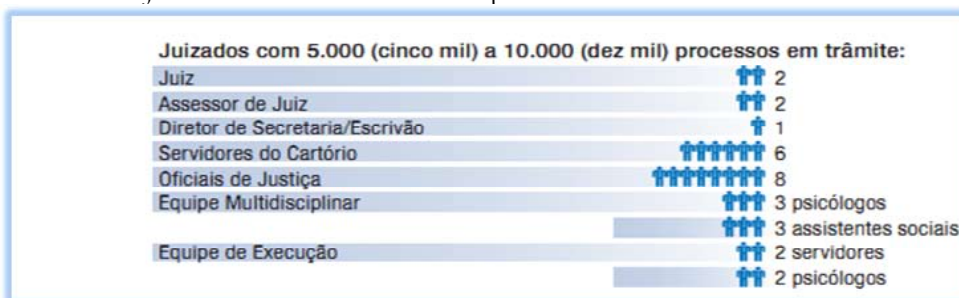 Juizados com 5.000 (cinco mil) a 10.000 (dez mil) processos em trâmite:
Juiz 2
Assessor de Juiz 2
Diretor de Secretaria/Escrivão 1
Servidores do Cartório 6
Oficiais de Justiça 8
Equipe Multidisciplinar 3 psicólogos
3 assistentes sociais
Equipe de Execução 2 servidores
2 psicólogos